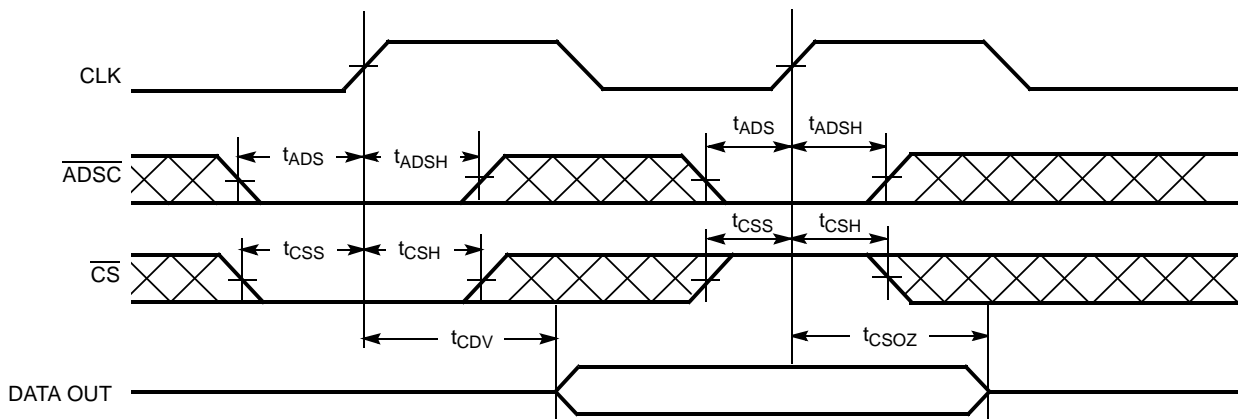 CLK
tADS tADSH
ADSC
tADS tADSH
tCSS tCSH
CS
tCSS tCSH
tCDV
tCSOZ
DATA OUT